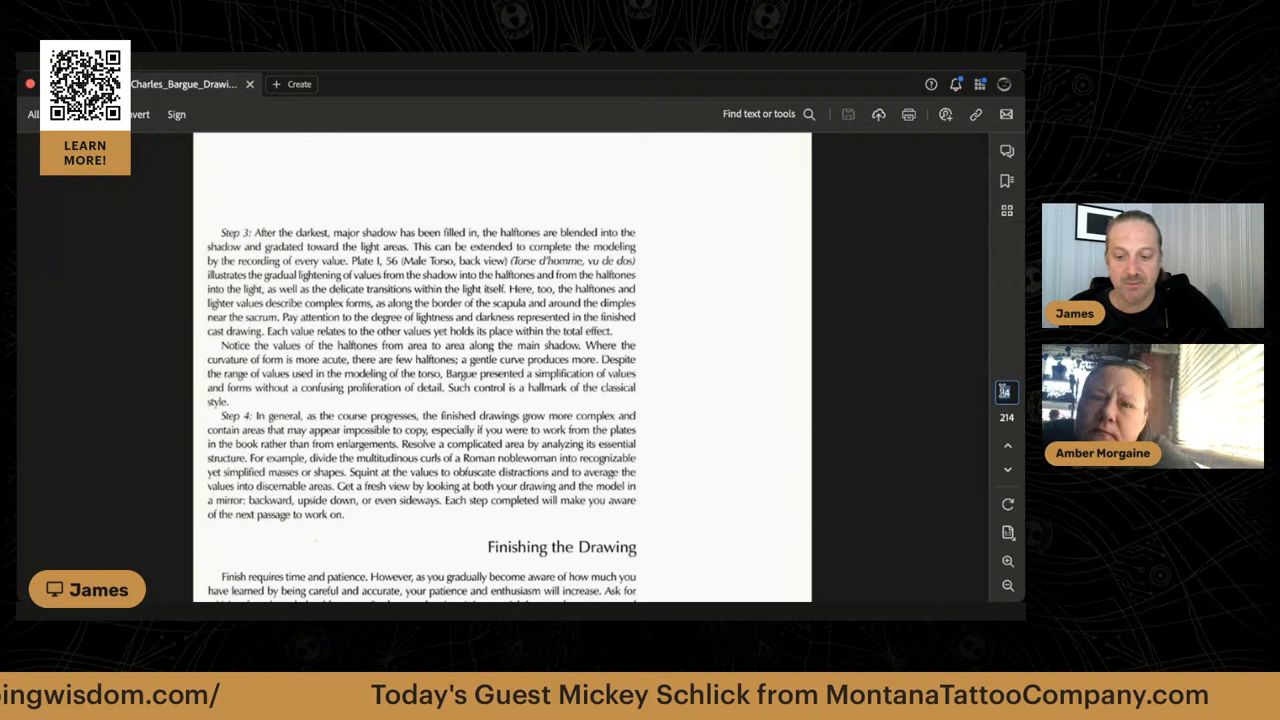 LEARN
MORE!
Charles_Bargue_Drawi...
Create
All
vert
Sign
Find text or tools
Step 3: After the darkest, major shadow has been filled in, the halftones are blended into the
shadow and gradated toward the light areas. This can be extended to complete the modeling
by the recording of every value. Plate I, 56 (Male Torso, back view) (Torse d'homme, vu de dos)
illustrates the gradual lightening of values from the shadow into the halftones and from the halftones
into the light, as well as the delicate transitions within the light itself. Here, too, the halftones and
lighter values describe complex forms, as along the border of the scapula and around the dimples
near the sacrum. Pay attention to the degree of lightness and darkness represented in the finished
cast drawing. Each value relates to the other values yet holds its place within the total effect.
Notice the values of the halftones from area to area along the main shadow. Where the
curvature of form is more acute, there are few halftones; a gentle curve produces more. Despite
the range of values used in the modeling of the torso, Bargue presented a simplification of values
and forms without a confusing proliferation of detail. Such control is a hallmark of the classical
style.
Step 4: In general, as the course progresses, the finished drawings grow more complex and
contain areas that may appear impossible to copy, especially if you were to work from the plates
in the book rather than from enlargements. Resolve a complicated area by analyzing its essential
structure. For example, divide the multitudinous curls of a Roman noblewoman into recognizable
yet simplified masses or shapes. Squint at the values to obfuscate distractions and to average the
values into discernable areas. Get a fresh view by looking at both your drawing and the model in
a mirror: backward, upside down, or even sideways. Each step completed will make you aware
of the next passage to work on.
Finishing the Drawing
Finish requires time and patience. However, as you gradually become aware of how much you
have learned by being careful and accurate, your patience and enthusiasm will increase. Ask for
214
James
Amber Morgaine
James
ingwisdom.com/
Today's Guest Mickey Schlick from MontanaTattooCompany.com